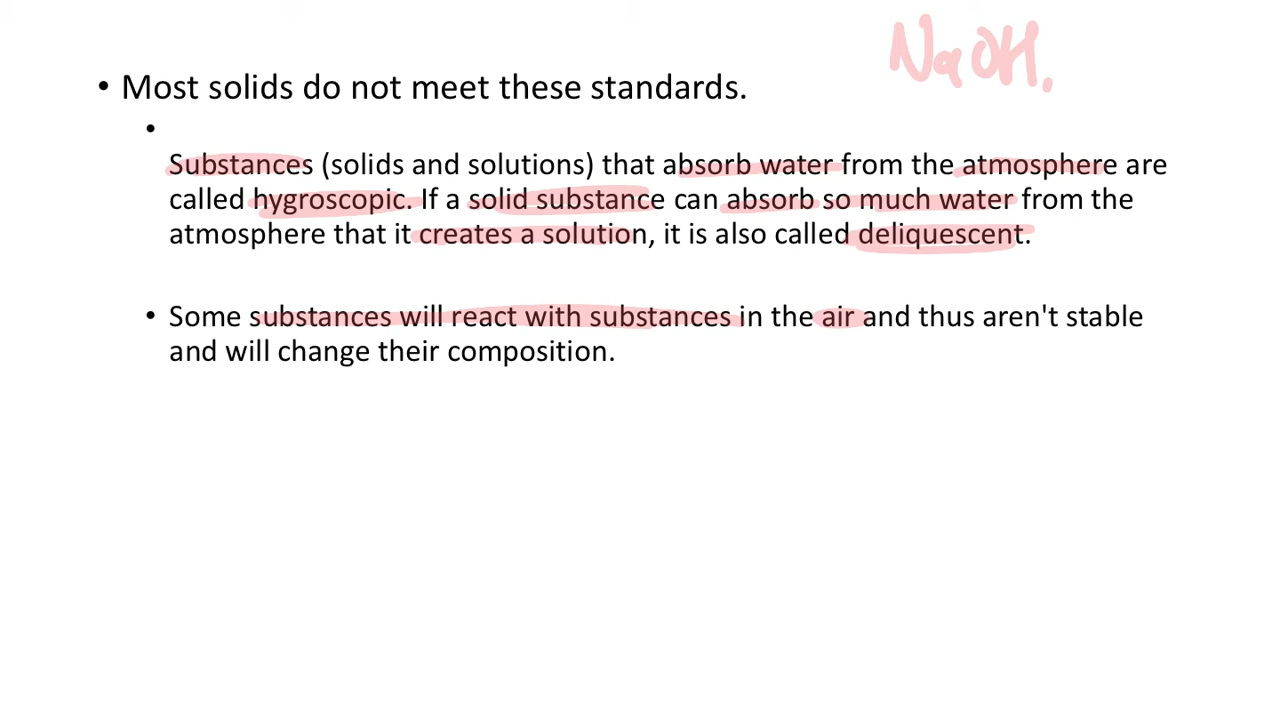 NaOH.
• Most solids do not meet these standards.
•
Substances (solids and solutions) that absorb water from the atmosphere are
called hygroscopic. If a solid substance can absorb so much water from the
atmosphere that it creates a solution, it is also called deliquescent.
• Some substances will react with substances in the air and thus aren't stable
and will change their composition.